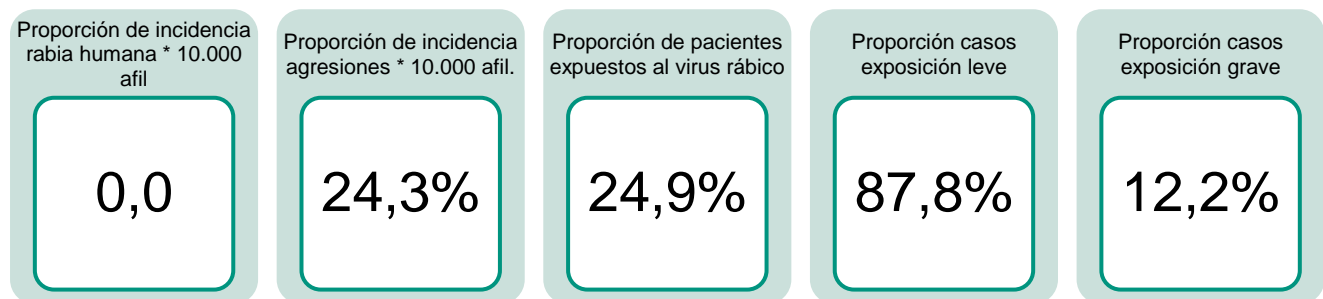 Proporción de incidencia
rabia humana * 10.000
afil
0,0
Proporción de incidencia
agresiones * 10.000 afil.
24,3%
Proporción de pacientes
expuestos al virus rábico
24,9%
Proporción casos
exposición leve
87,8%
Proporción casos
exposición grave
12,2%